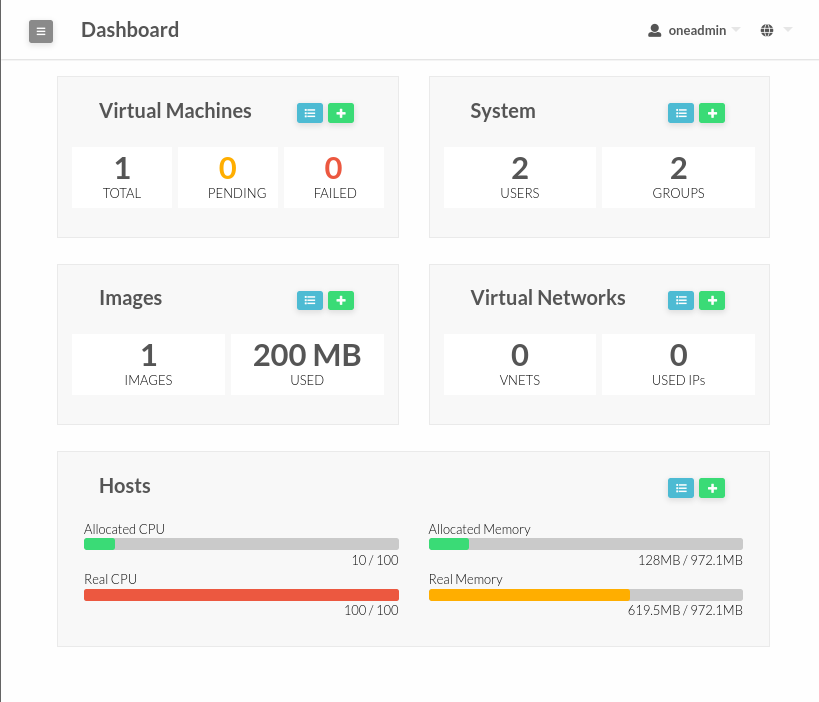 Dashboard
oneadmin
Virtual Machines
1
TOTAL
0
PENDING
0
FAILED
System
2
USERS
2
GROUPS
Images
1
IMAGES
200 MB
USED
Virtual Networks
0
VNETS
0
USED IPs
Hosts
Allocated CPU
10 / 100
Real CPU
100 / 100
Allocated Memory
128MB / 972.1MB
Real Memory
619.5MB / 972.1MB